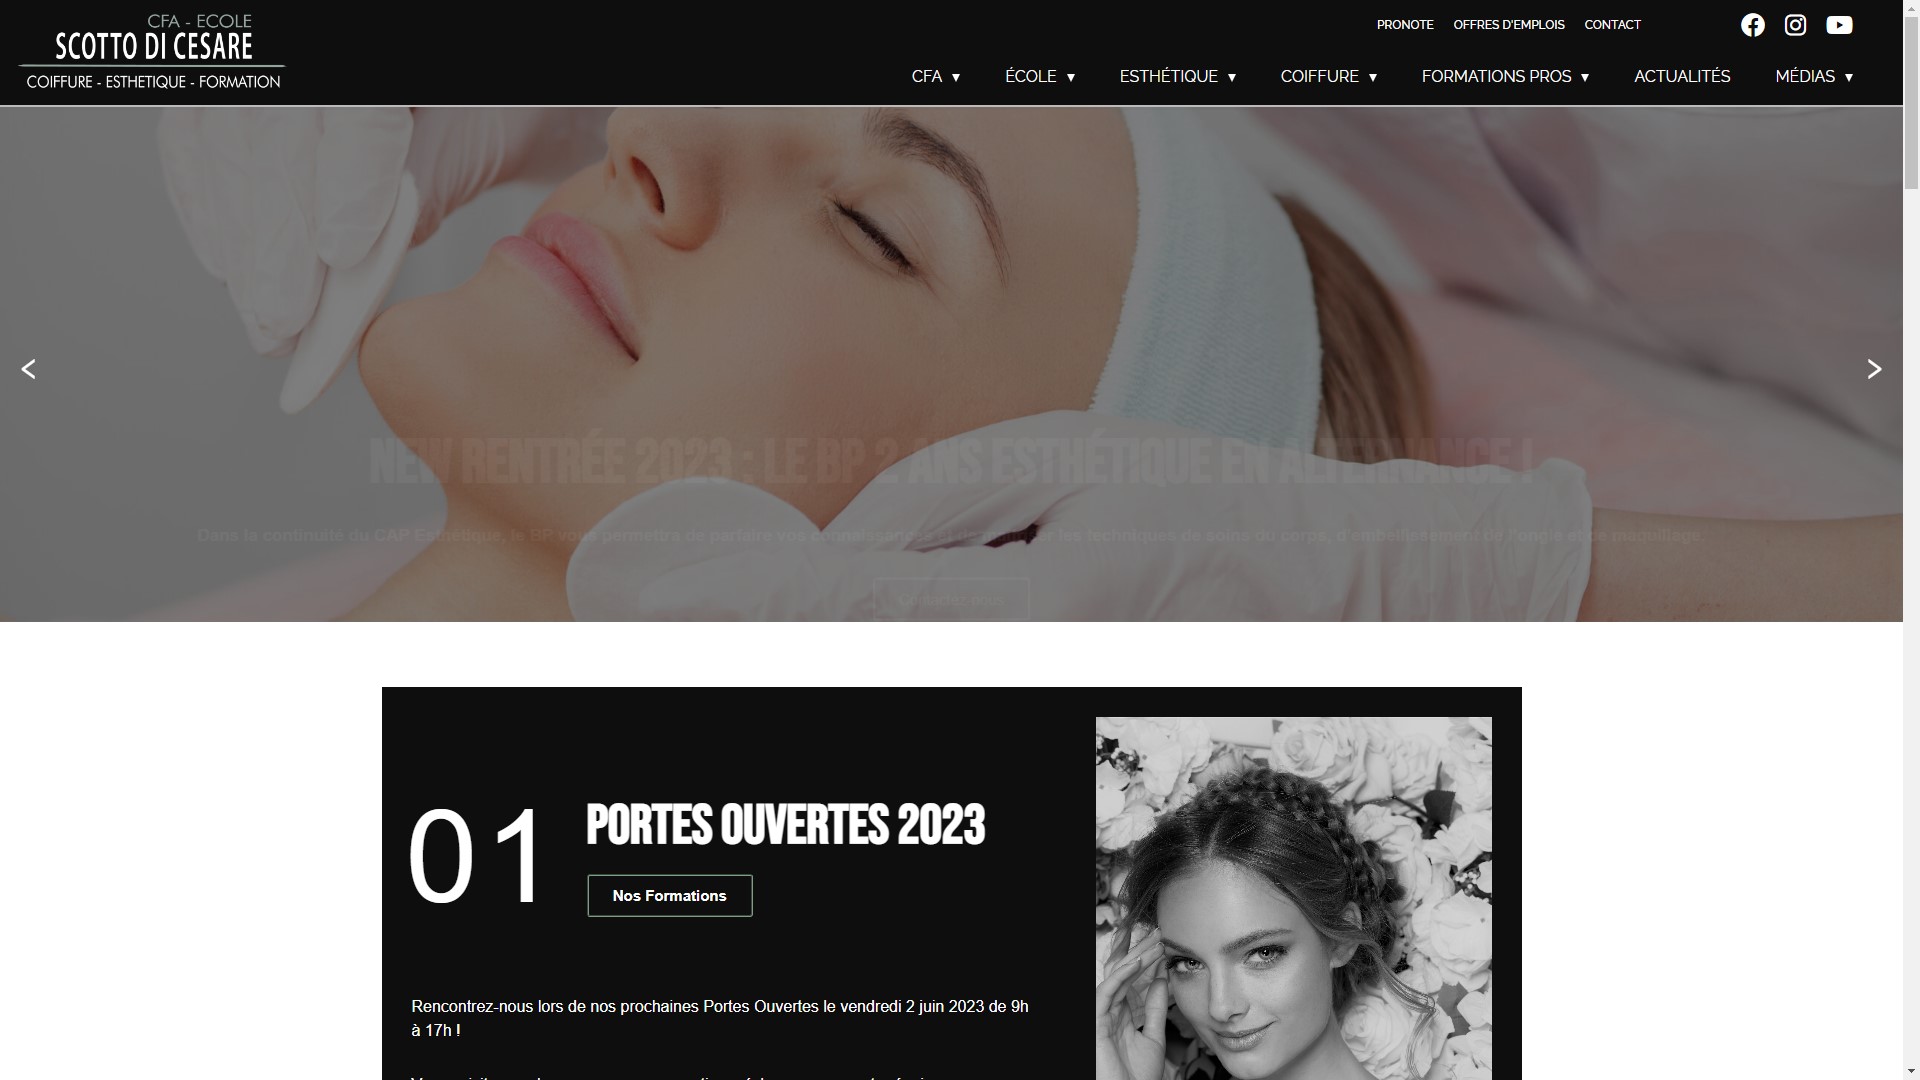 CFA - ECOLE
SCOTTO DI CESARE
COIFFURE - ESTHETIQUE - FORMATION
PRONOTE OFFRES D'EMPLOIS CONTACT
CFA ▼ ÉCOLE ▼ ESTHÉTIQUE ▼ COIFFURE ▼ FORMATIONS PROS ▼ ACTUALITÉS MÉDIAS ▼
NEW RENTRÉE 2023 : LE BP 2 ANS ESTHÉTIQUE EN ALTERNANCE !
Dans la continuité du CAP Esthétique, le BP vous permettra de parfaire vos connaissances et de les techniques de soins du corps, d'embellissement de l'ongle et de maquillage.
01
PORTES OUVERTES 2023
Nos Formations
Rencontrez-nous lors de nos prochaines Portes Ouvertes le vendredi 2 juin 2023 de 9h
à 17h !